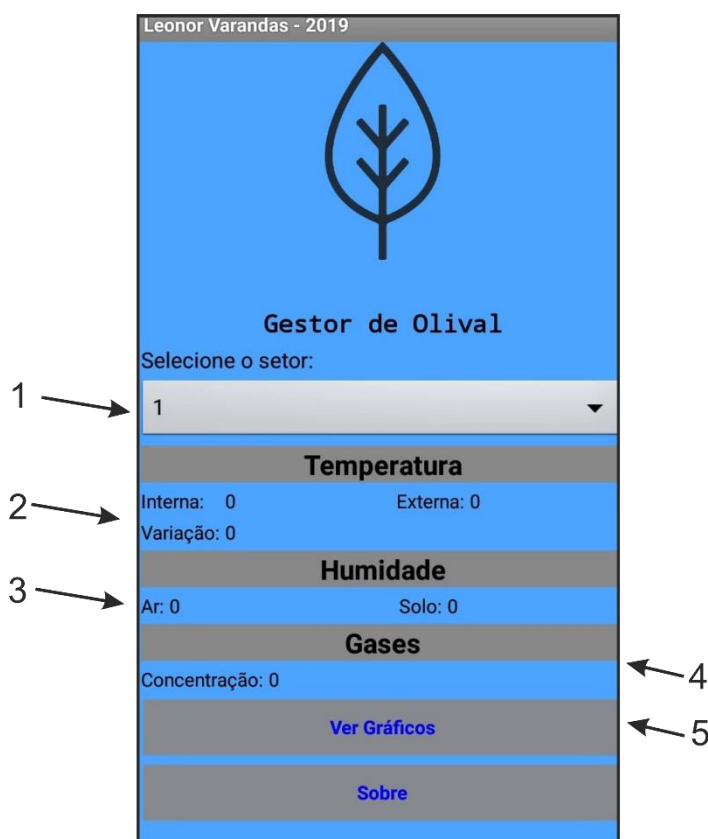 Leonor Varandas - 2019
Gestor de Olival
Selecione o setor:
1
1
Temperatura
2
Interna: 0 Externa: 0
Variação: 0
Humidade
3
Ar: 0 Solo: 0
Gases
4
Concentração: 0
Ver Gráficos
5
Sobre